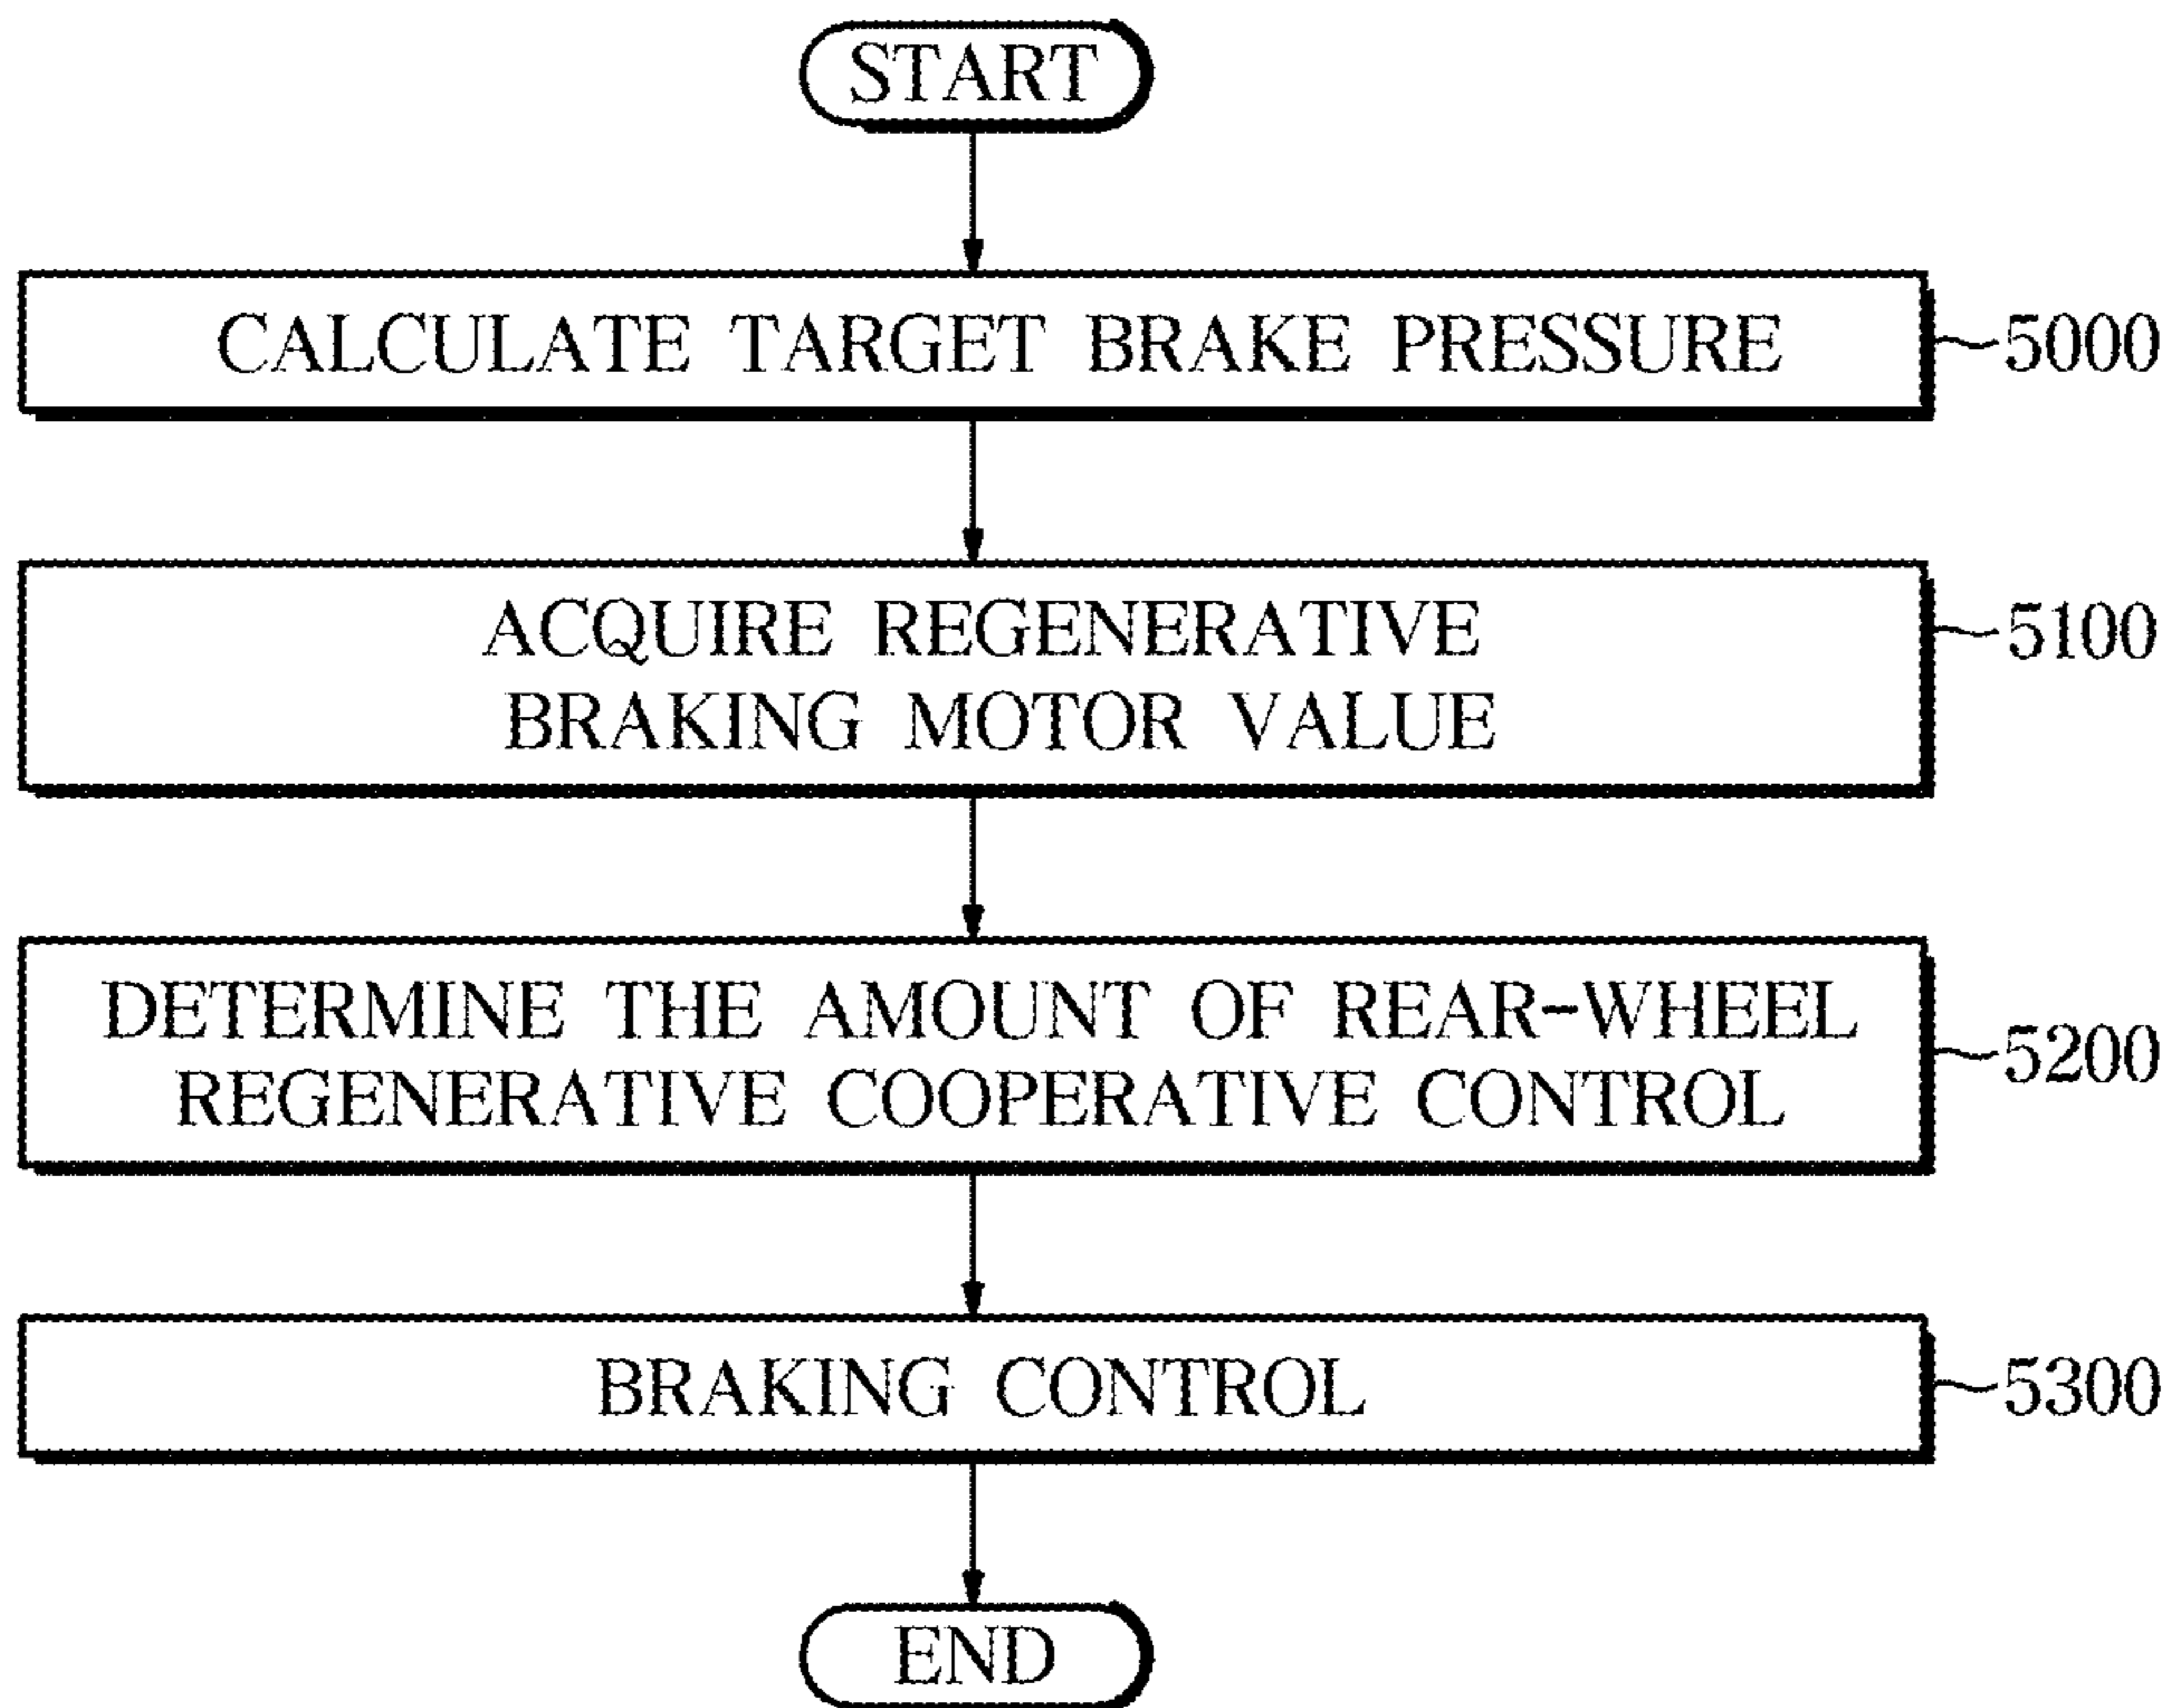 START
CALCULATE TARGET BRAKE PRESSURE
5000
ACQUIRE REGENERATIVE
BRAKING MOTOR VALUE
5100
DETERMINE THE AMOUNT OF REAR-WHEEL
REGENERATIVE COOPERATIVE CONTROL
5200
BRAKING CONTROL
5300
END